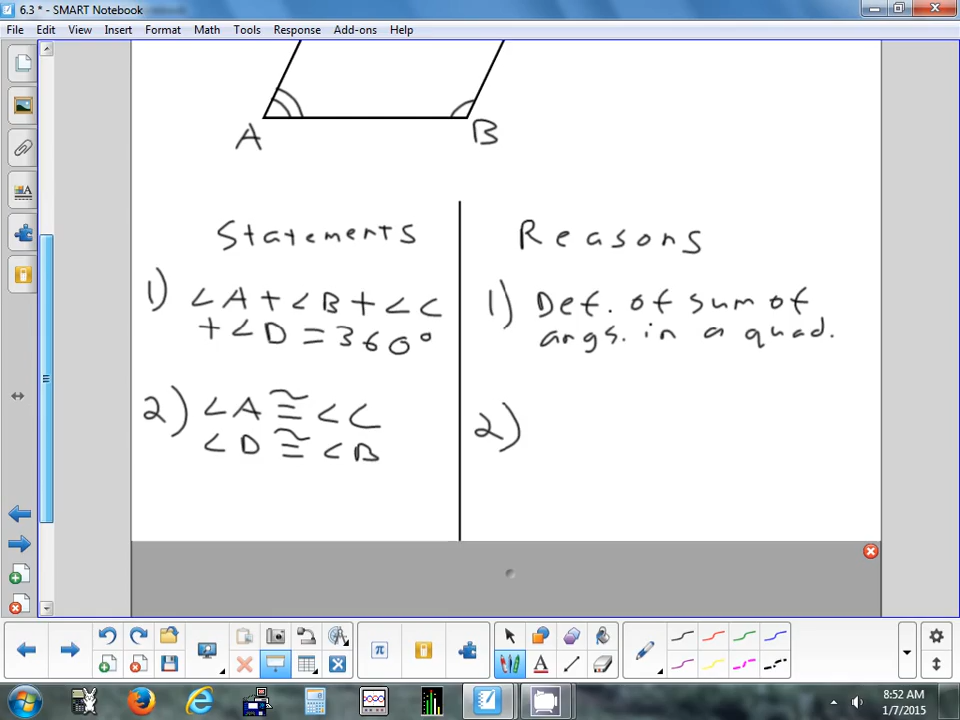 6.3 * - SMART Notebook
File Edit View Insert Format Math Tools Response Add-ons Help
A B
Statements Reasons
1) ∠A + ∠B + ∠C
+ ∠D = 360°
1) Def. of sum of
args. in a quad.
2) ∠A ≅ ∠C
∠D ≅ ∠B
2)
8:52 AM
1/7/2015